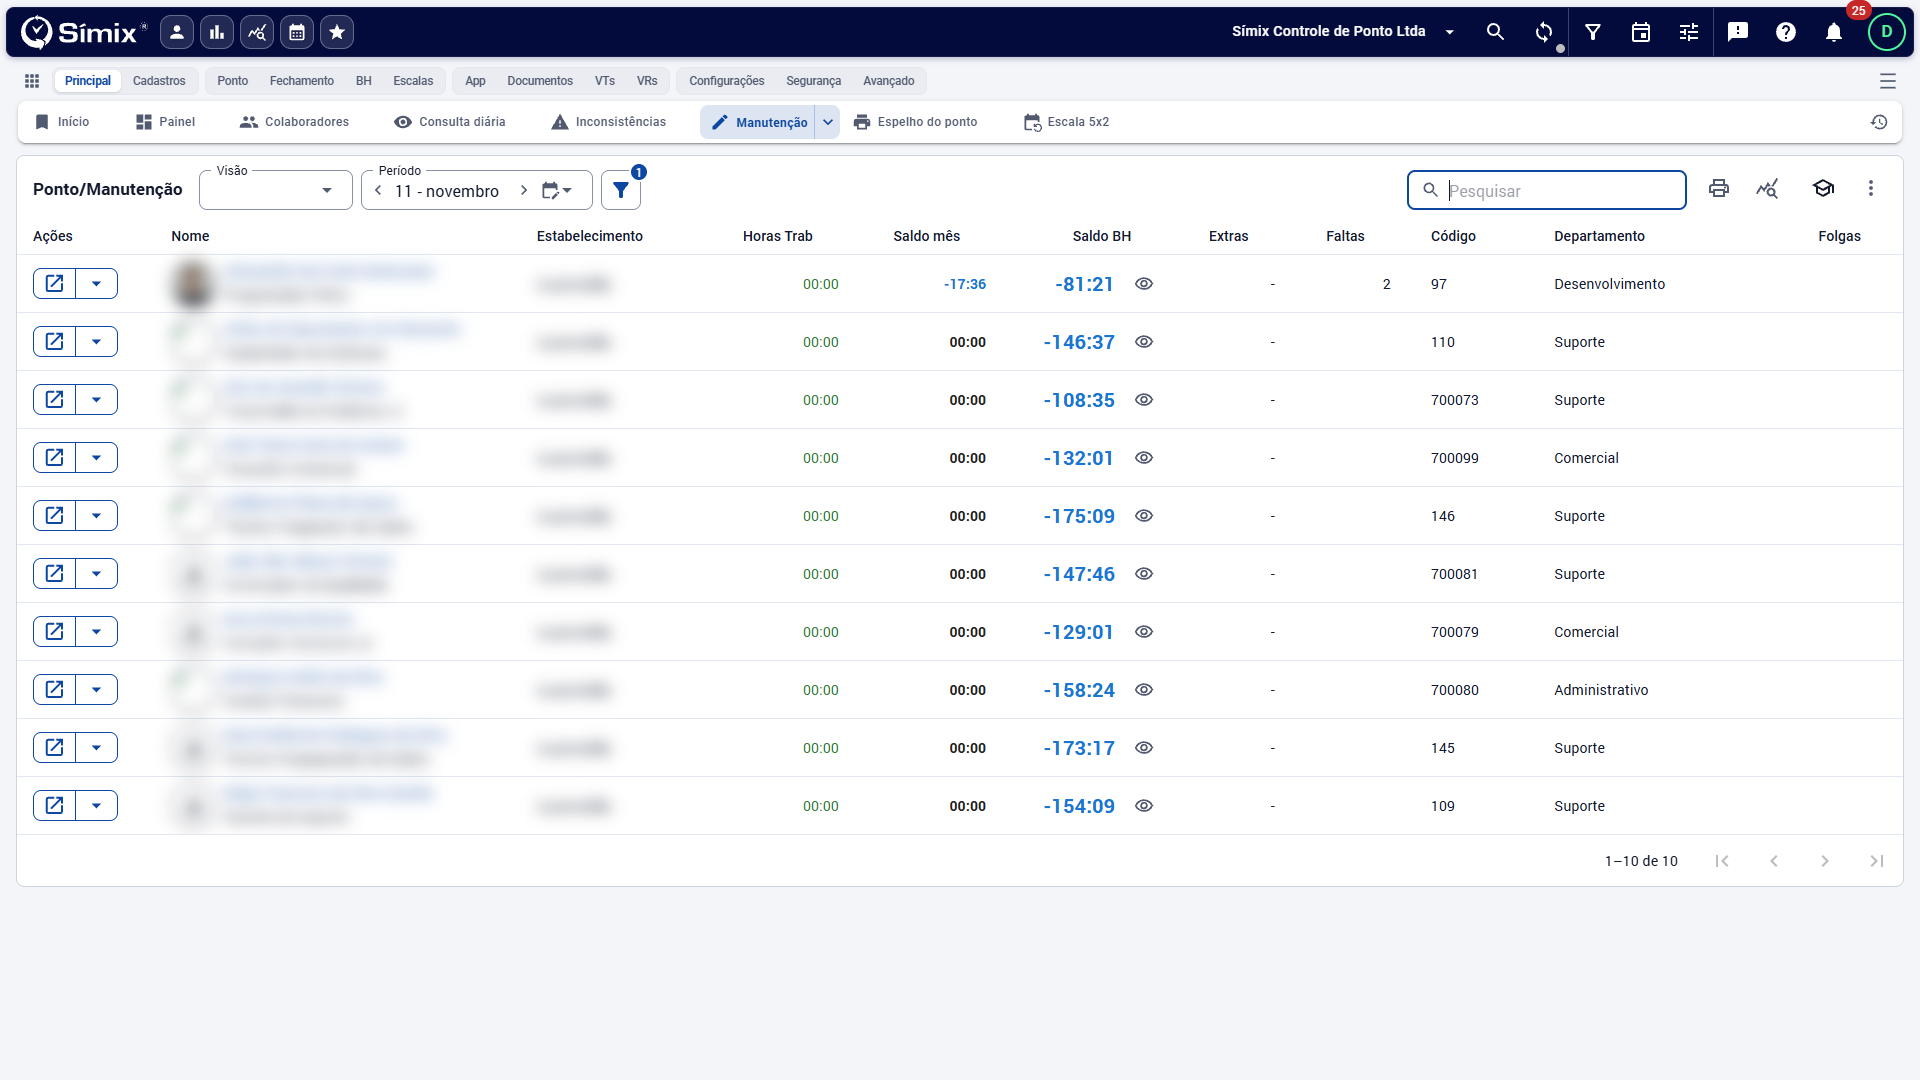 Símix®
Símix Controle de Ponto Ltda
25
D
Principal Cadastros Ponto Fechamento BH Escalas App Documentos VTs VRs Configurações Segurança Avançado
Início Painel Colaboradores Consulta diária Inconsistências Manutenção Espelho do ponto Escala 5x2
Ponto/Manutenção
Visão
Período
11 - novembro
1
Pesquisar
Ações Nome Estabelecimento Horas Trab Saldo mês Saldo BH Extras Faltas Código Departamento Folgas
00:00 -17:36 -81:21 - 2 97 Desenvolvimento
00:00 00:00 -146:37 - 110 Suporte
00:00 00:00 -108:35 - 700073 Suporte
00:00 00:00 -132:01 - 700099 Comercial
00:00 00:00 -175:09 - 146 Suporte
00:00 00:00 -147:46 - 700081 Suporte
00:00 00:00 -129:01 - 700079 Comercial
00:00 00:00 -158:24 - 700080 Administrativo
00:00 00:00 -173:17 - 145 Suporte
00:00 00:00 -154:09 - 109 Suporte
1–10 de 10